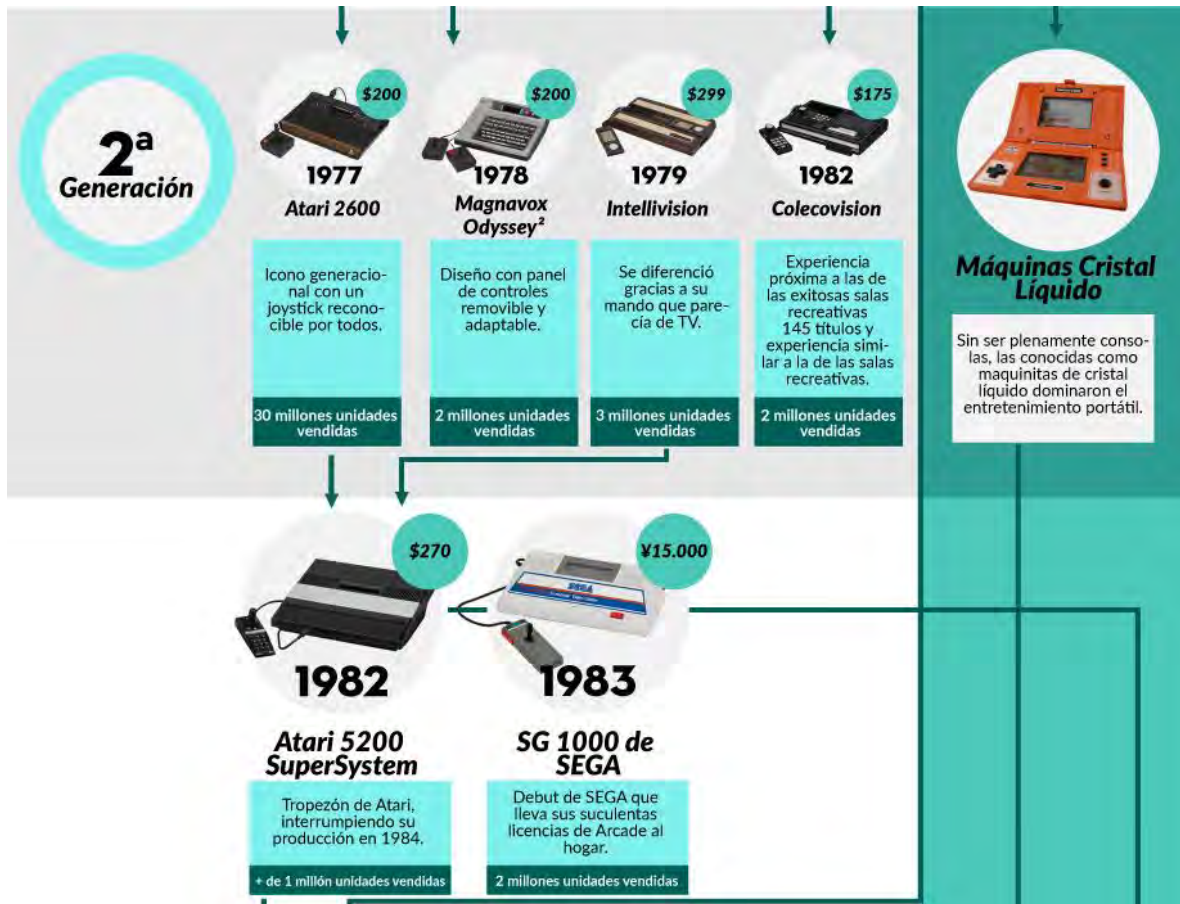 2ª
Generación
$200
1977
Atari 2600
Icono generacio-
nal con un
joystick recono-
cible por todos.
30 millones unidades
vendidas
$200
1978
Magnavox
Odyssey²
Diseño con panel
de controles
removible y
adaptable.
2 millones unidades
vendidas
$299
1979
Intellivision
Se diferenció
gracias a su
mando que pare-
cía de TV.
3 millones unidades
vendidas
$175
1982
Colecovision
Experiencia
próxima a las de
las exitosas salas
recreativas
145 títulos y
experiencia simi-
lar a la de las salas
recreativas.
2 millones unidades
vendidas
Máquinas Cristal
Líquido
Sin ser plenamente conso-
las, las conocidas como
maquinitas de cristal
líquido dominaron el
entretenimiento portátil.
$270
1982
Atari 5200
SuperSystem
Tropezón de Atari,
interrumpiendo su
producción en 1984.
+ de 1 millón unidades vendidas
¥15.000
SEGA
1983
SG 1000 de
SEGA
Debut de SEGA que
lleva sus suculentas
licencias de Arcade al
hogar.
2 millones unidades vendidas